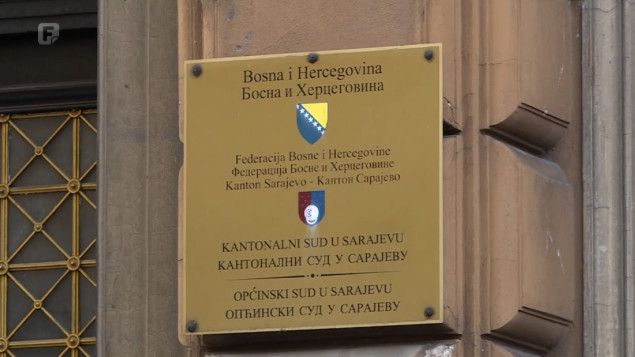 Bosna i Hercegovina
Босна и Херцеговина
Federacija Bosne i Hercegovine
Федерација Босне и Херцеговине
Kanton Sarajevo - Кантон Сарајево
KANTONALNI SUD U SARAJEVU
КАНТОНАЛНИ СУД У САРАЈЕВУ
OPĆINSKI SUD U SARAJEVU
ОПЋИНСКИ СУД У САРАЈЕВУ